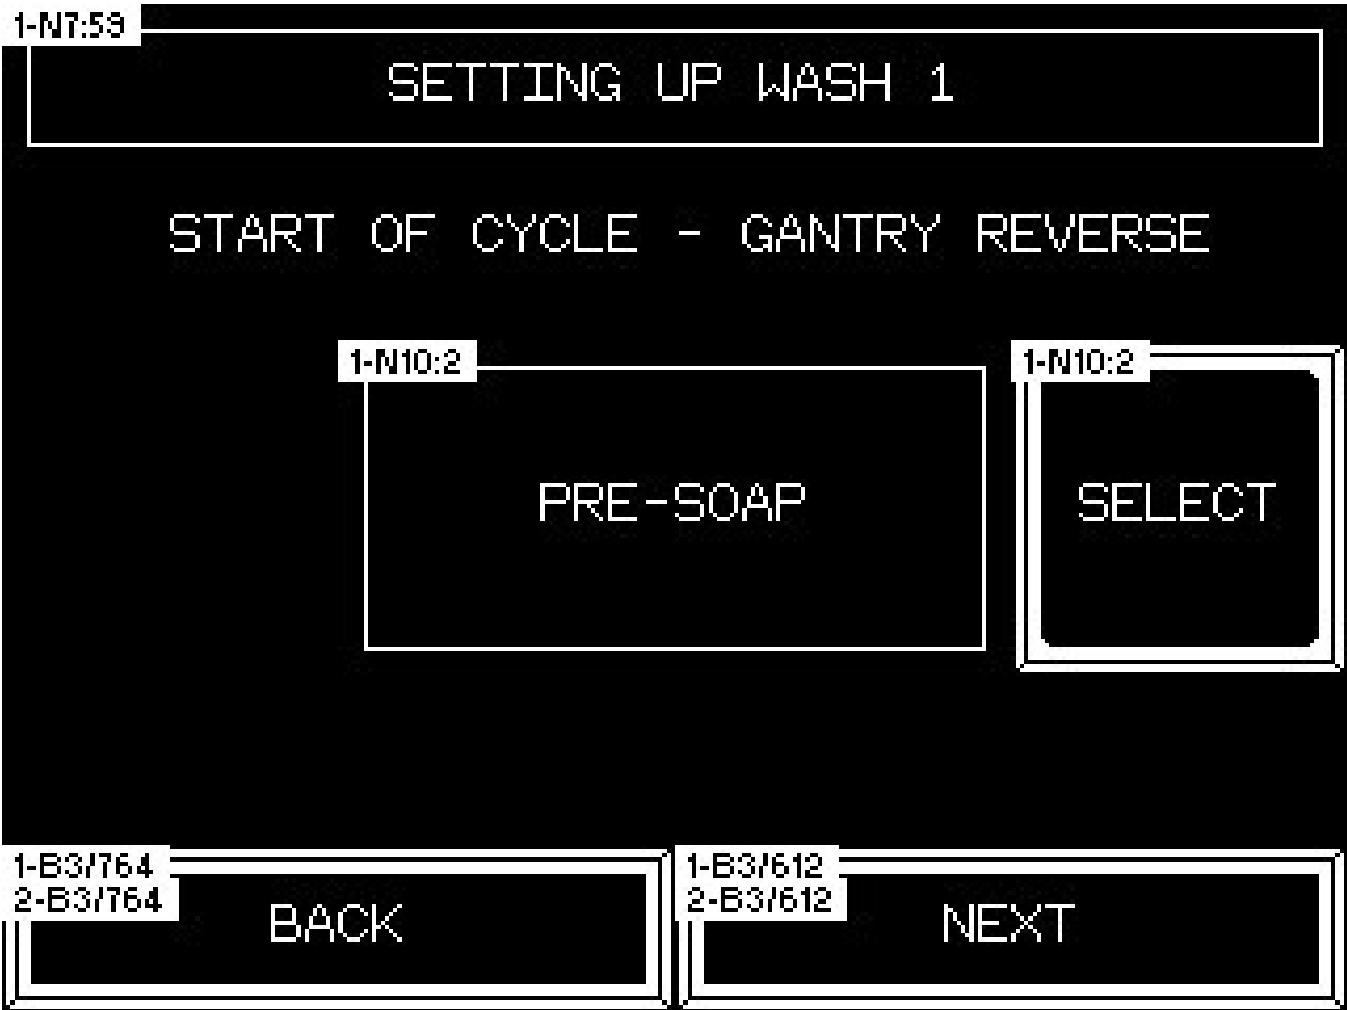 1-N7:59
SETTING UP WASH 1
START OF CYCLE - GANTRY REVERSE
1-N10:2
1-N10:2
PRE-SOAP
SELECT
1-B3/764
2-B3/764
BACK
1-B3/612
2-B3/612
NEXT